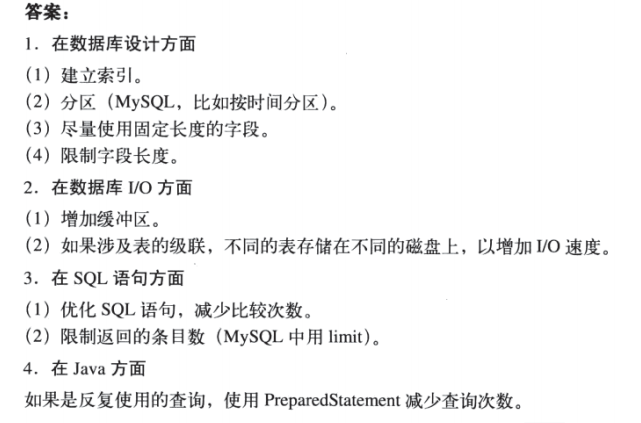 答案：
1．在数据库设计方面
（1）建立索引。
（2）分区（MySQL，比如按时间分区）。
（3）尽量使用固定长度的字段。
（4）限制字段长度。
2．在数据库 I/O 方面
（1）增加缓冲区。
（2）如果涉及表的级联，不同的表存储在不同的磁盘上，以增加 I/O 速度。
3．在 SQL 语句方面
（1）优化 SQL 语句，减少比较次数。
（2）限制返回的条目数（MySQL 中用 limit）。
4．在 Java 方面
如果是反复使用的查询，使用 PreparedStatement 减少查询次数。